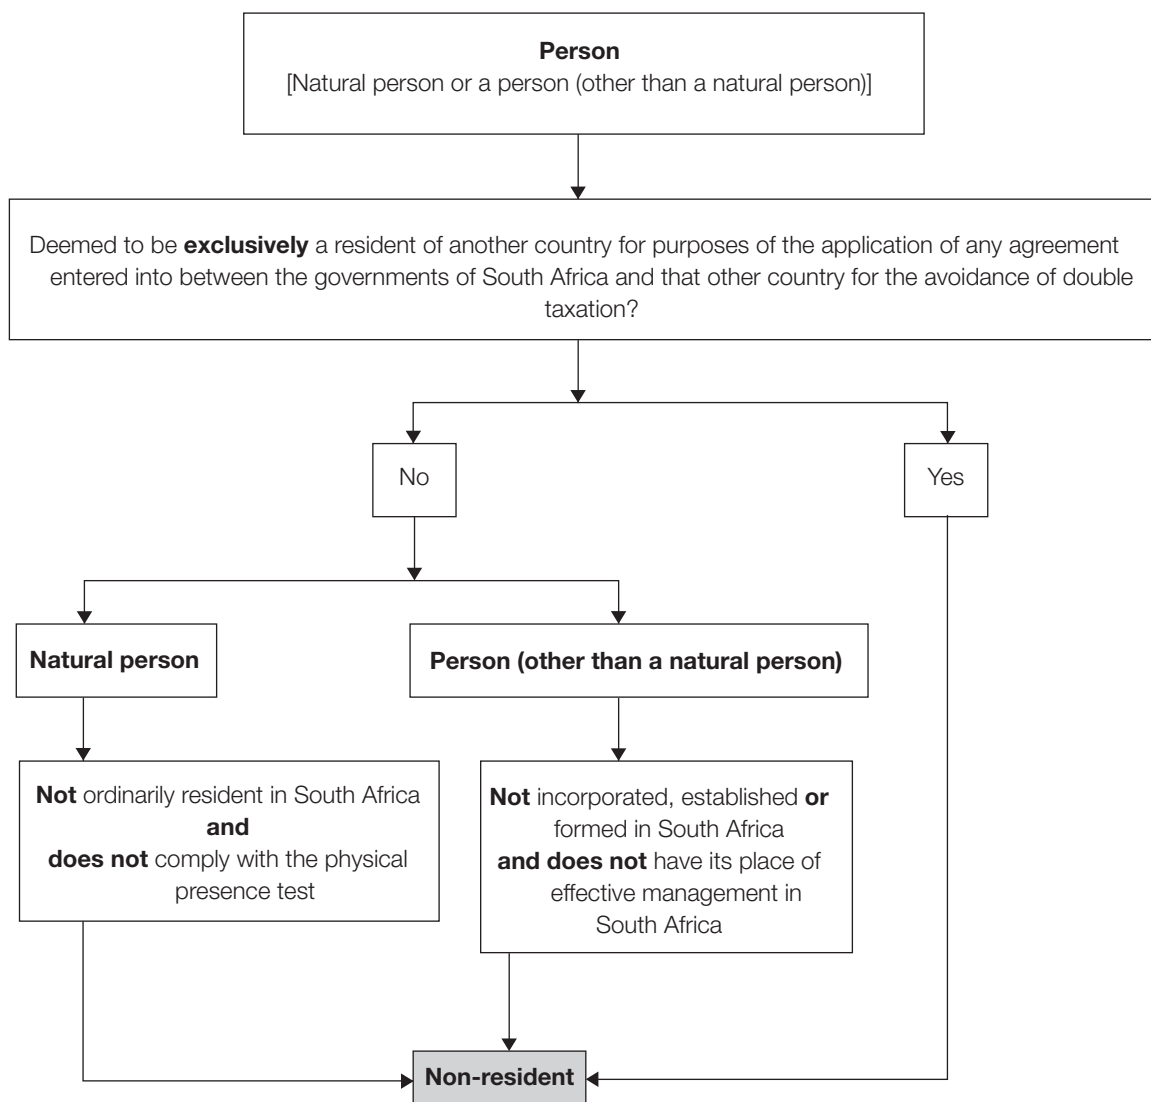 Person
[Natural person or a person (other than a natural person)]
Deemed to be exclusively a resident of another country for purposes of the application of any agreement
entered into between the governments of South Africa and that other country for the avoidance of double
taxation?
No
Yes
Natural person
Person (other than a natural person)
Not ordinarily resident in South Africa
and
does not comply with the physical
presence test
Not incorporated, established or
formed in South Africa
and does not have its place of
effective management in
South Africa
Non-resident